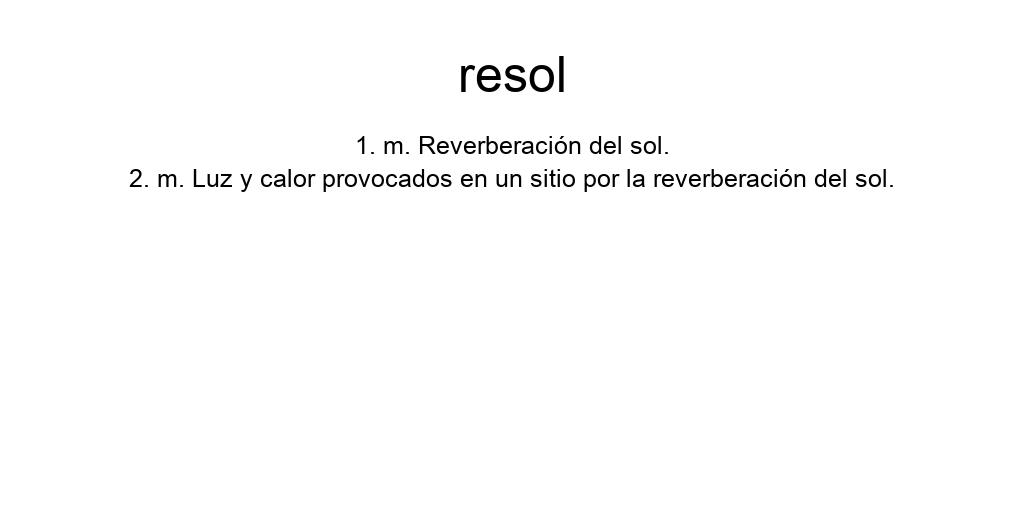 resol
1. m. Reverberación del sol.
2. m. Luz y calor provocados en un sitio por la reverberación del sol.